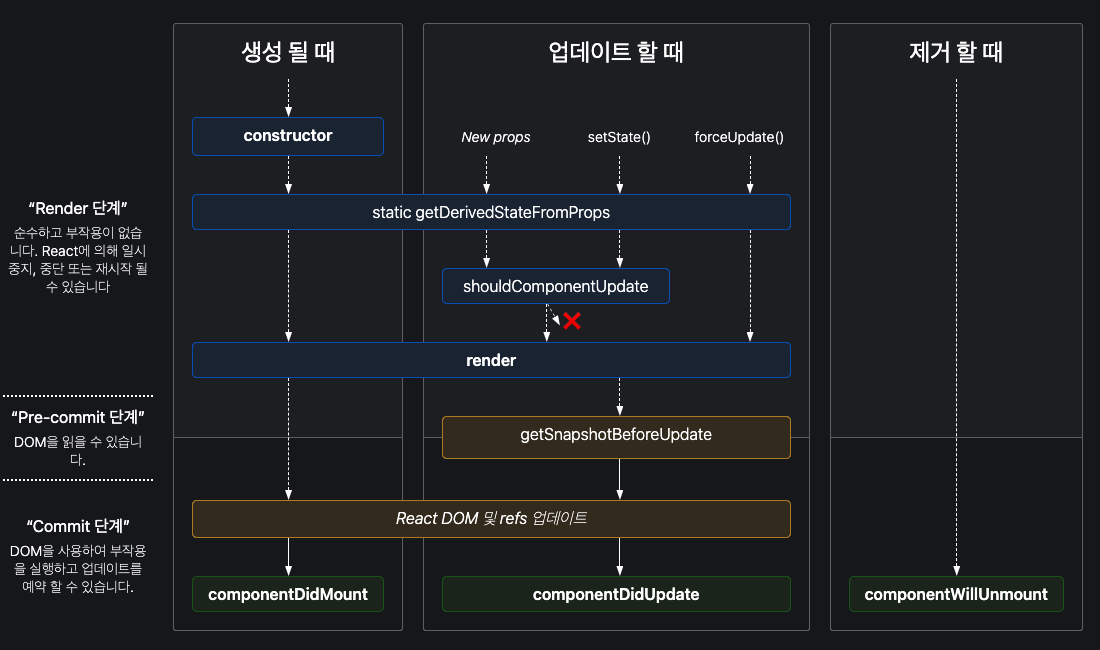 생성 될 때
업데이트 할 때
제거 할 때
constructor
New props
setState()
forceUpdate()
“Render 단계”
순수하고 부작용이 없습
니다. React에 의해 일시
중지, 중단 또는 재시작 될
수 있습니다
static getDerivedStateFromProps
shouldComponentUpdate
render
“Pre-commit 단계”
DOM을 읽을 수 있습니
다.
getSnapshotBeforeUpdate
“Commit 단계”
DOM을 사용하여 부작용
을 실행하고 업데이트를
예약 할 수 있습니다.
React DOM 및 refs 업데이트
componentDidMount
componentDidUpdate
componentWillUnmount